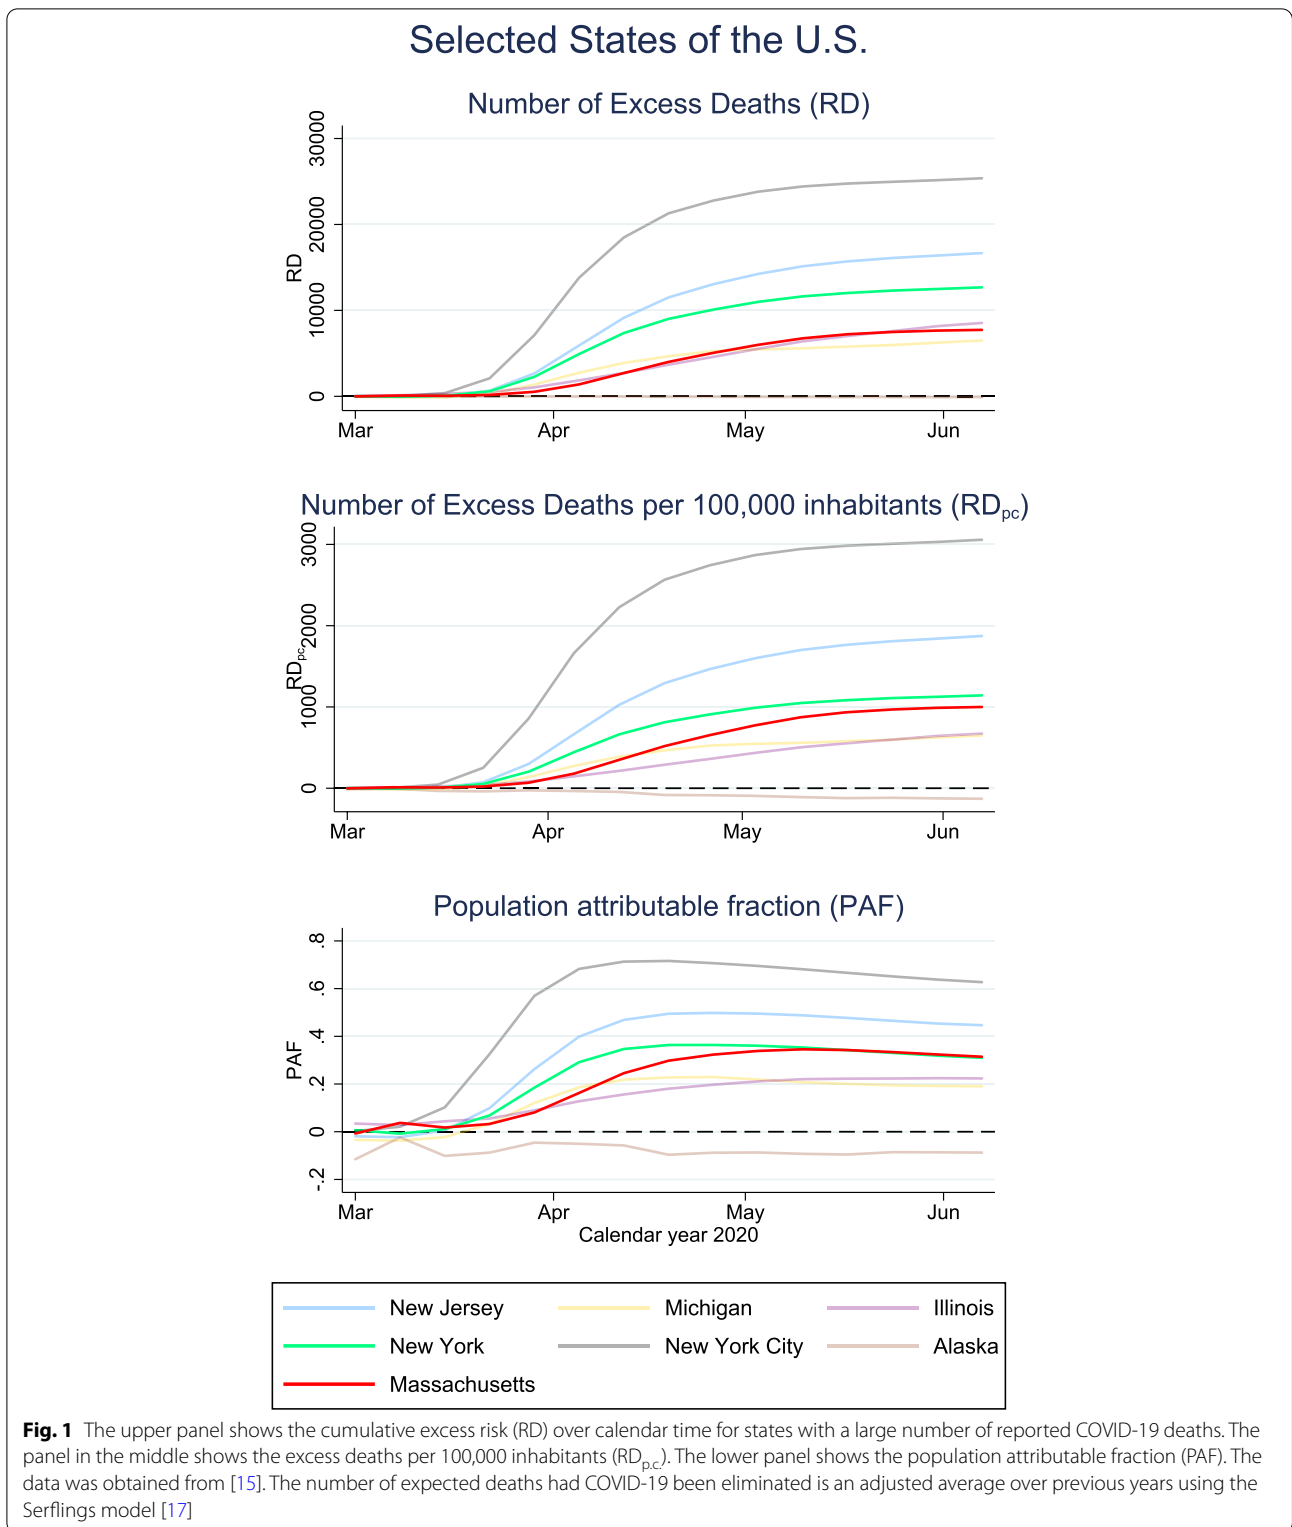 Selected States of the U.S.
Number of Excess Deaths (RD)
30000
20000
10000
0
RD
Mar Apr May Jun
Number of Excess Deaths per 100,000 inhabitants (RDpc)
3000
2000
1000
0
RDpc
Mar Apr May Jun
Population attributable fraction (PAF)
.8
.6
.4
.2
0
-.2
PAF
Mar Apr May Jun
Calendar year 2020
New Jersey Michigan Illinois
New York New York City Alaska
Massachusetts
Fig. 1 The upper panel shows the cumulative excess risk (RD) over calendar time for states with a large number of reported COVID-19 deaths. The
panel in the middle shows the excess deaths per 100,000 inhabitants (RDp.c.). The lower panel shows the population attributable fraction (PAF). The
data was obtained from [15]. The number of expected deaths had COVID-19 been eliminated is an adjusted average over previous years using the
Serflings model [17]